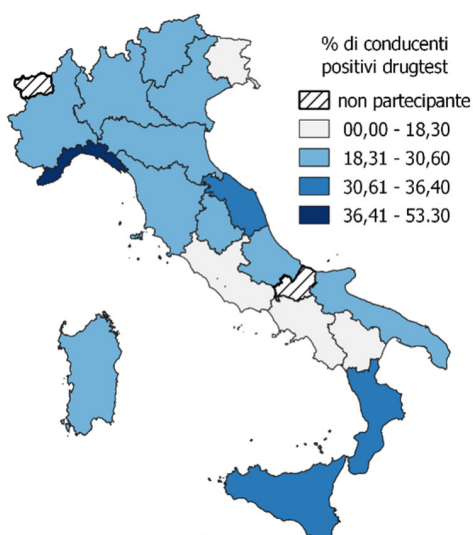 % di conducenti
positivi drugtest
non partecipante
00,00 - 18,30
18,31 - 30,60
30,61 - 36,40
36,41 - 53.30